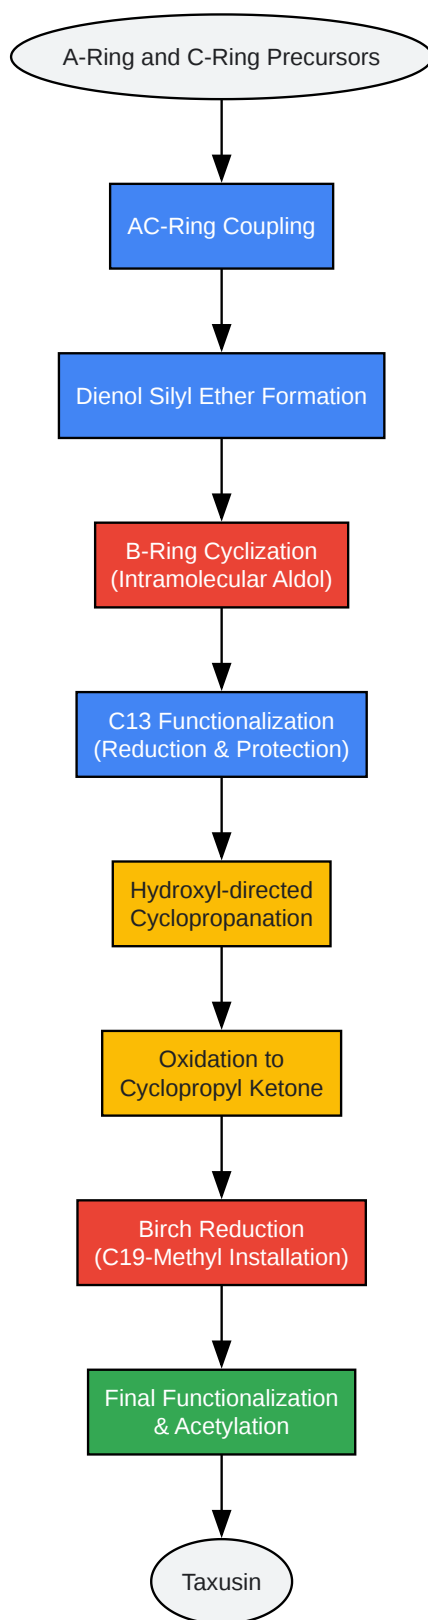 A-Ring and C-Ring Precursors
AC-Ring Coupling
Dienol Silyl Ether Formation
B-Ring Cyclization
(Intramolecular Aldol)
C13 Functionalization
(Reduction & Protection)
Hydroxyl-directed
Cyclopropanation
Oxidation to
Cyclopropyl Ketone
Birch Reduction
(C19-Methyl Installation)
Final Functionalization
& Acetylation
Taxusin